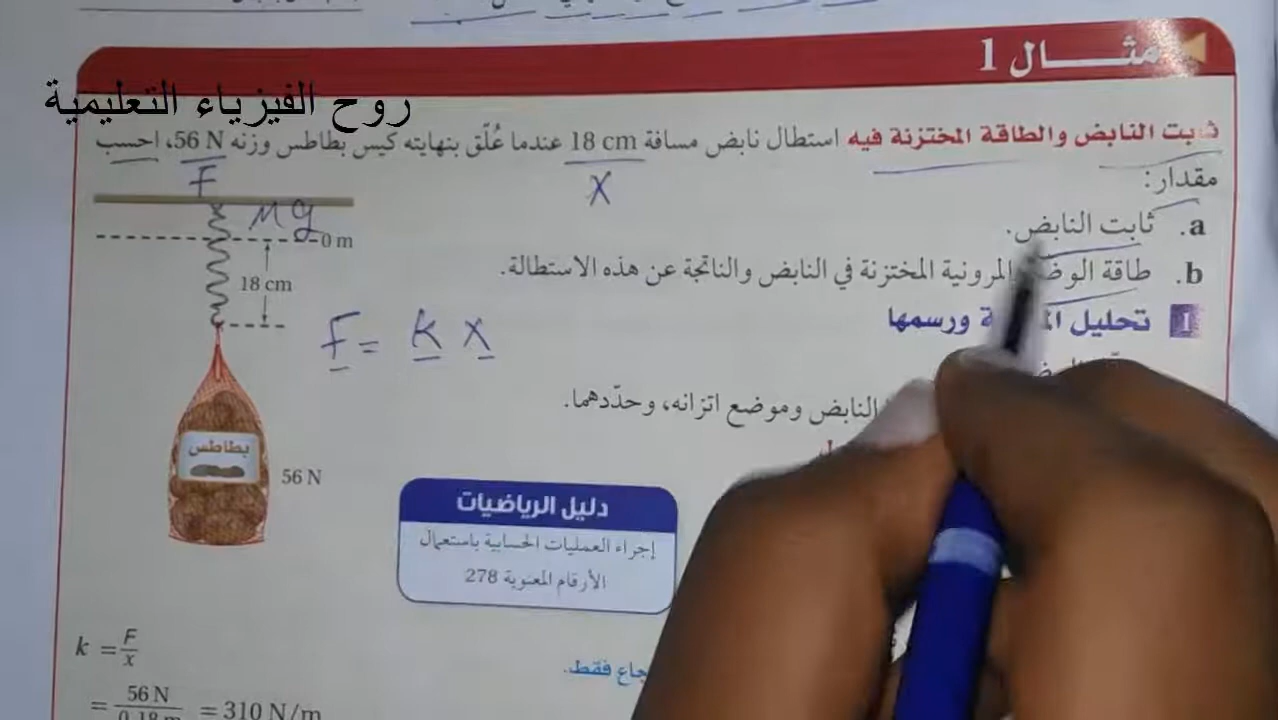 مثال 1
روح الفيزياء التعليمية
ثابت النابض والطاقة المختزنة فيه استطال نابض مسافة 18 cm عندما عُلّق بنهايته كيس بطاطس وزنه 56 N، احسب
مقدار:
F
X
Mg
a. ثابت النابض.
0 m
b. طاقة الوضع المرونية المختزنة في النابض والناتجة عن هذه الاستطالة.
18 cm
1 تحليل ورسمها
F = k X
النابض وموضع اتزانه، وحدّدهما.
بطاطس
56 N
دليل الرياضيات
إجراء العمليات الحسابية باستعمال
الأرقام المعنوية 278
k = F/x
فقط.
= 56 N / 0.18 m = 310 N/m